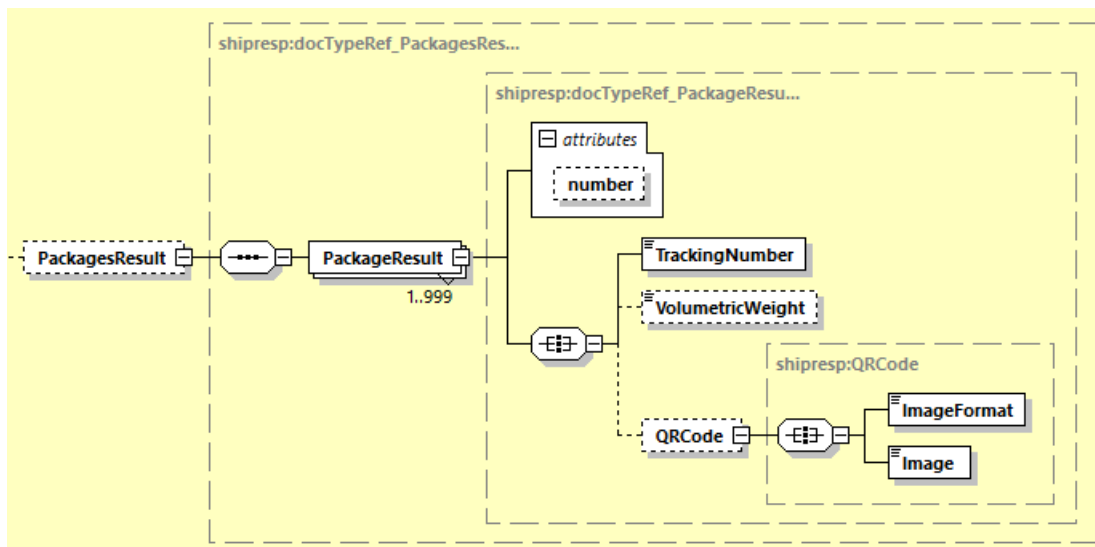 shipresp:docTypeRef_PackagesRes...
shipresp:docTypeRef_PackageResu...
attributes
number
PackagesResult
PackageResult
1..999
TrackingNumber
VolumetricWeight
shipresp:QRCode
QRCode
ImageFormat
Image